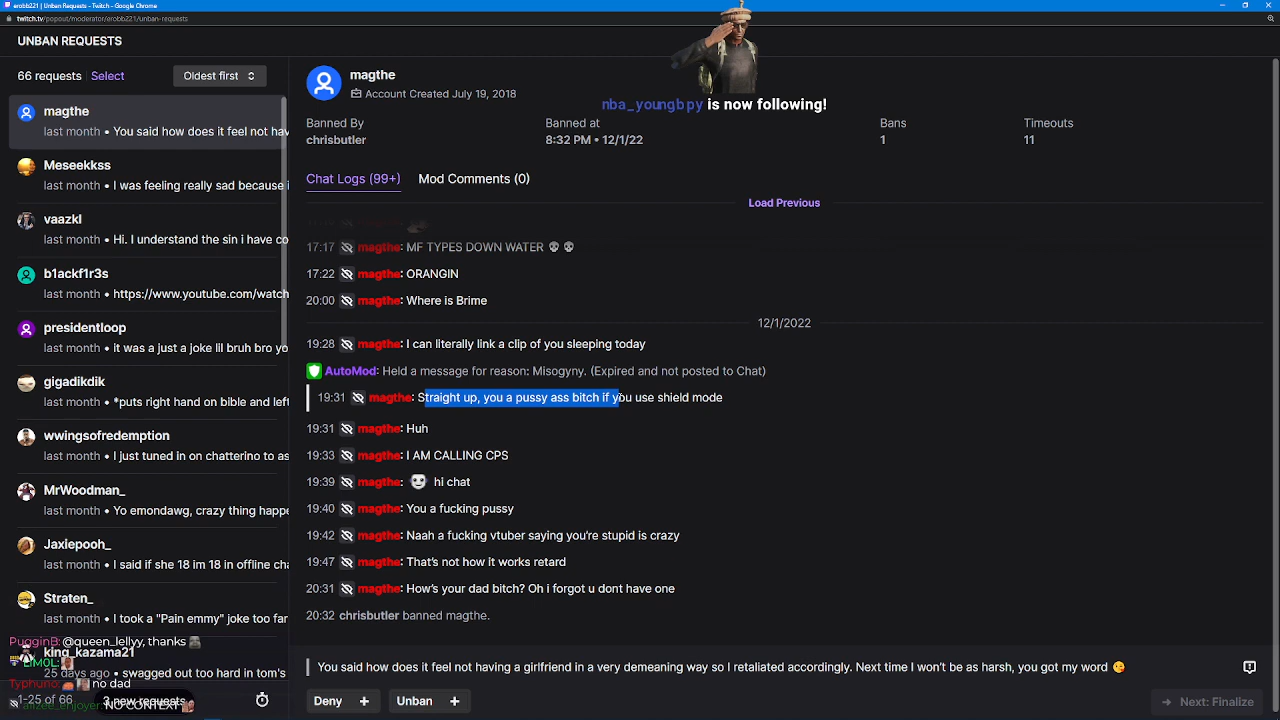 erobb221 | Unban Requests - Twitch - Google Chrome
twitch.tv/popout/moderator/erobb221/unban-requests
UNBAN REQUESTS
66 requests Select Oldest first
magthe
last month • You said how does it feel not hav
Meseekkss
last month • I was feeling really sad because i
vaazkl
last month • Hi. I understand the sin i have co
b1ackf1r3s
last month • https://www.youtube.com/watch
presidentloop
last month • it was a just a joke lil bruh bro yo
gigadikdik
last month • *puts right hand on bible and left
wwingsofredemption
last month • I just tuned in on chatterino to as
MrWoodman_
last month • Yo emondawg, crazy thing happe
Jaxiepooh_
last month • I said if she 18 im 18 in offline cha
Straten_
last month • I took a "Pain emmy" joke too far
PugginB: @queen_lellyy, thanks
king_kazama21
LIMOL:
25 days ago • swagged out too hard in tom's
Typhuno: no dad
1-25 of 66 3 new requests
alizee_enjoyer: NO CONTEXT
magthe
Account Created July 19, 2018
nba_youngbpy is now following!
Banned By Banned at Bans Timeouts
chrisbutler 8:32 PM • 12/1/22 1 11
Chat Logs (99+) Mod Comments (0)
Load Previous
17:17 magthe: MF TYPES DOWN WATER 💀 💀
17:22 magthe: ORANGIN
20:00 magthe: Where is Brime
12/1/2022
19:28 magthe: I can literally link a clip of you sleeping today
AutoMod: Held a message for reason: Misogyny. (Expired and not posted to Chat)
19:31 magthe: Straight up, you a pussy ass bitch if you use shield mode
19:31 magthe: Huh
19:33 magthe: I AM CALLING CPS
19:39 magthe: hi chat
19:40 magthe: You a fucking pussy
19:42 magthe: Naah a fucking vtuber saying you're stupid is crazy
19:47 magthe: That's not how it works retard
20:31 magthe: How's your dad bitch? Oh i forgot u dont have one
20:32 chrisbutler banned magthe.
You said how does it feel not having a girlfriend in a very demeaning way so I retaliated accordingly. Next time I won't be as harsh, you got my word 😘
Deny + Unban + → Next: Finalize